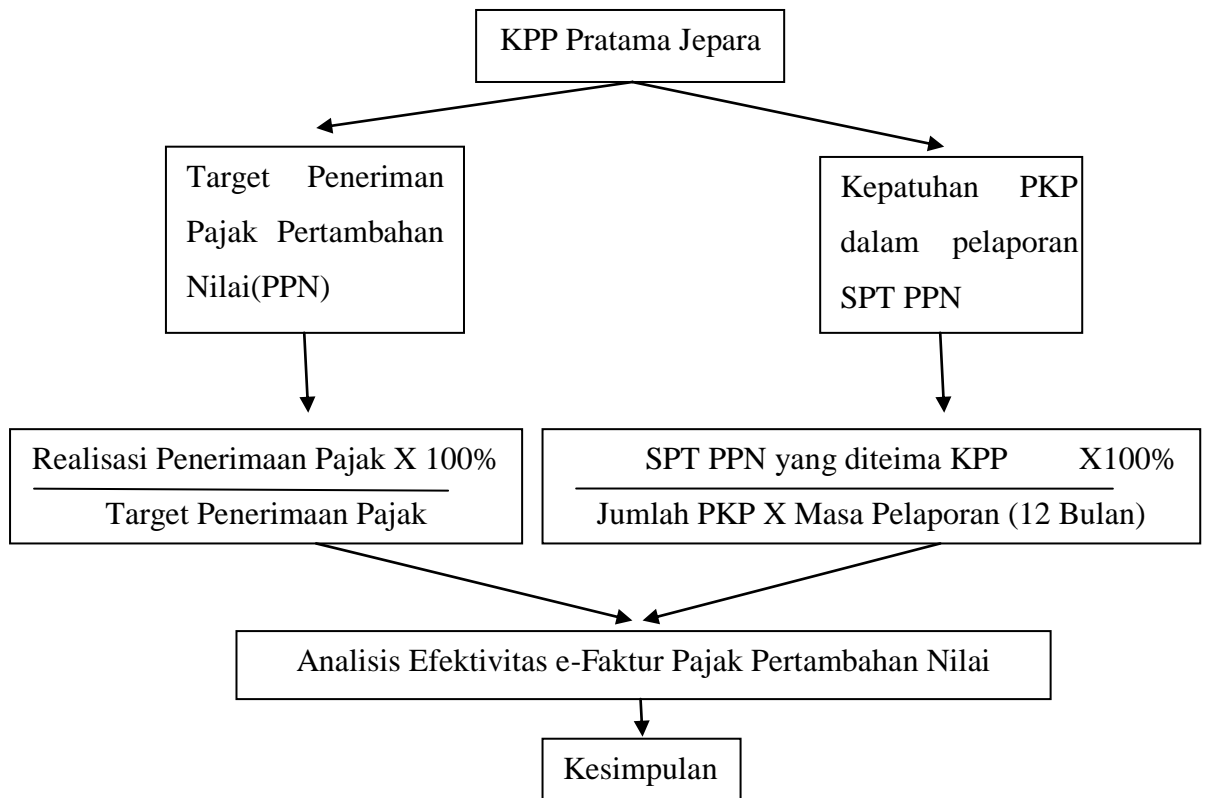 KPP Pratama Jepara
Target Peneriman
Pajak Pertambahan
Nilai(PPN)
Kepatuhan PKP
dalam pelaporan
SPT PPN
Realisasi Penerimaan Pajak X 100%
Target Penerimaan Pajak
SPT PPN yang diteima KPP X100%
Jumlah PKP X Masa Pelaporan (12 Bulan)
Analisis Efektivitas e-Faktur Pajak Pertambahan Nilai
Kesimpulan